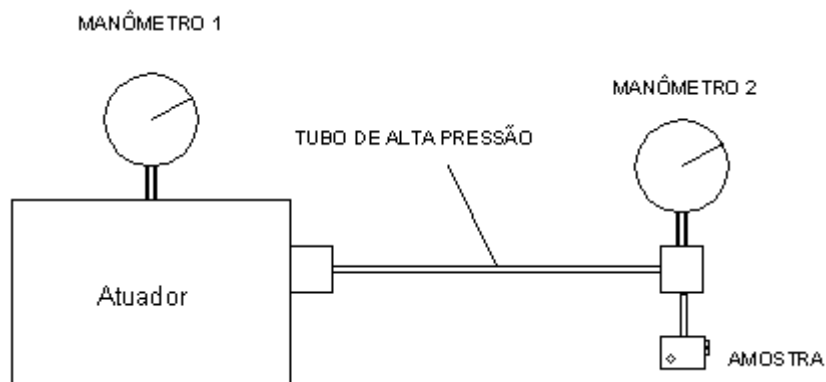 MANÔMETRO 1
MANÔMETRO 2
TUBO DE ALTA PRESSÃO
Atuador
AMOSTRA